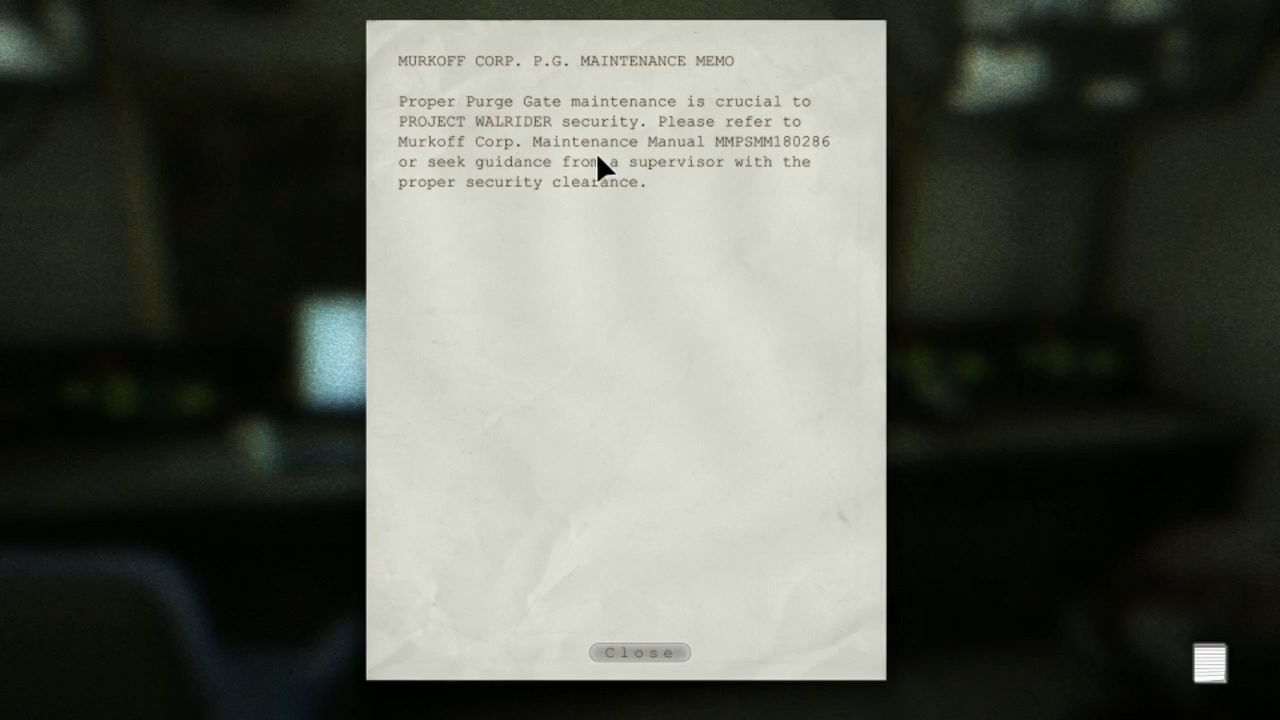 MURKOFF CORP. P.G. MAINTENANCE MEMO
Proper Purge Gate maintenance is crucial to
PROJECT WALRIDER security. Please refer to
Murkoff Corp. Maintenance Manual MMPSMM180286
or seek guidance from a supervisor with the
proper security clearance.
Close